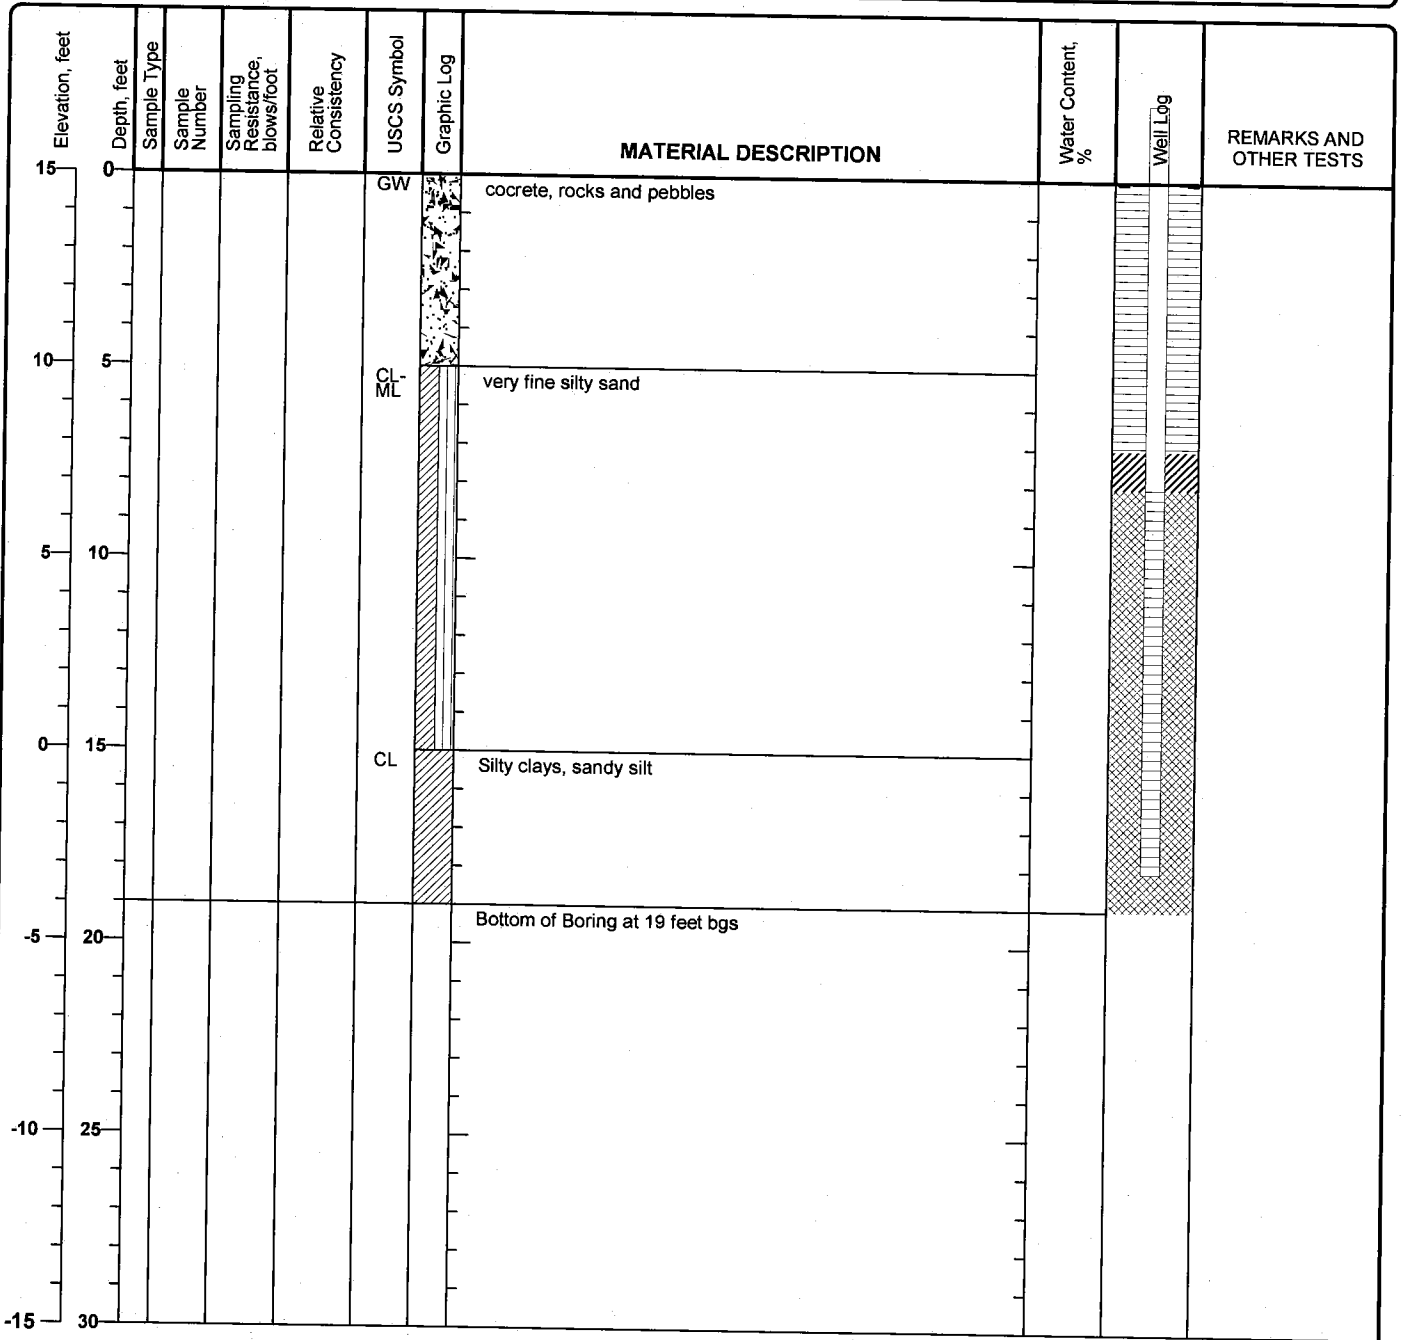 Elevation, feet
Depth, feet
Sample Type
Sample
Number
Sampling
Resistance,
blows/foot
Relative
Consistency
USCS Symbol
Graphic Log
MATERIAL DESCRIPTION
Water Content,
%
Well Log
REMARKS AND
OTHER TESTS
15
0
GW
cocrete, rocks and pebbles
10
5
CL-
ML
very fine silty sand
5
10
0
15
CL
Silty clays, sandy silt
Bottom of Boring at 19 feet bgs
-5
20
-10
25
-15
30